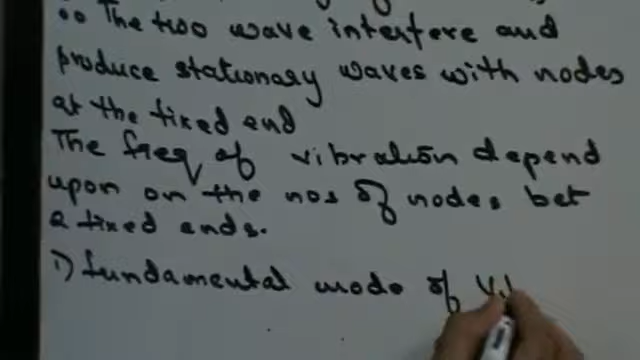 ∴ The two wave interfere and
produce stationary waves with nodes
at the fixed end
The freq of vibration depend
upon on the nos of nodes bet
2 fixed ends.
1) fundamental mode of Vi